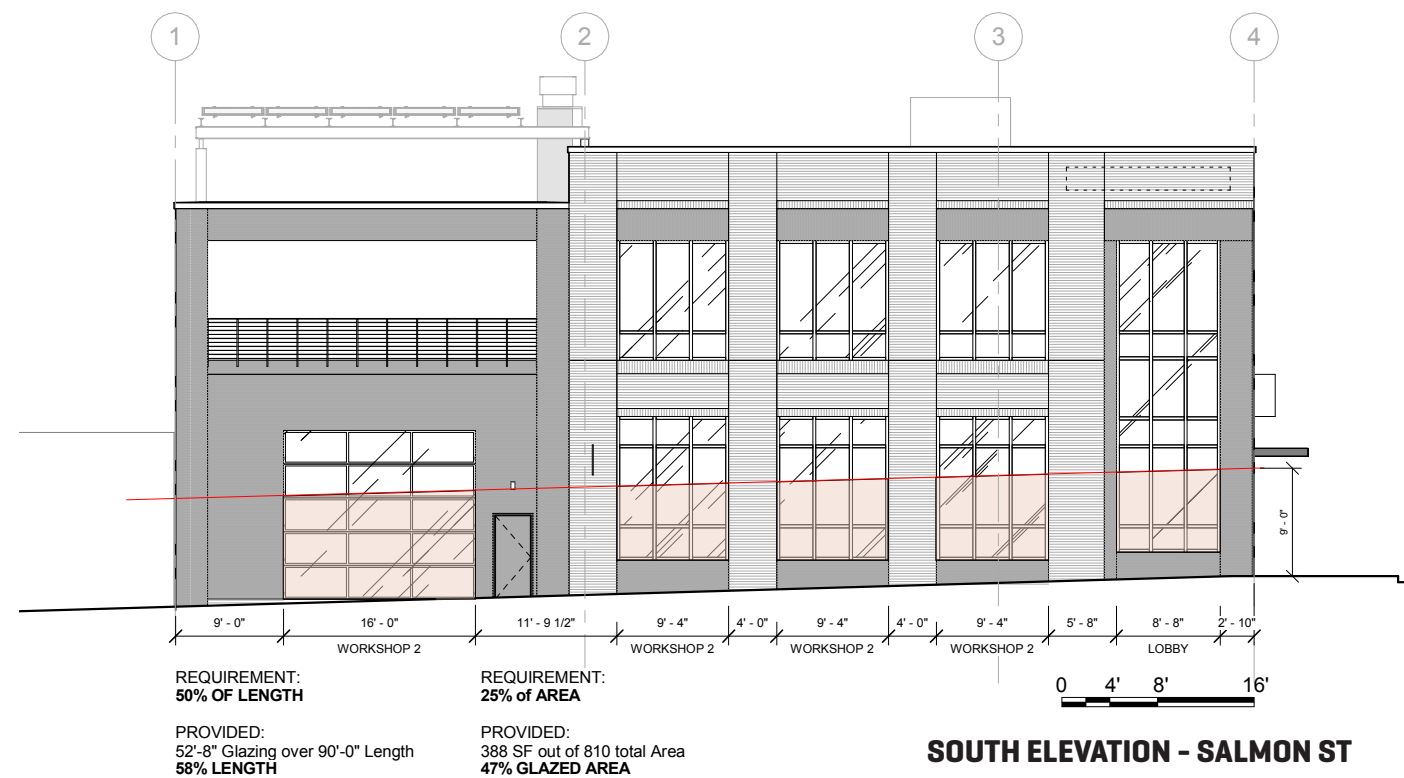 1
2
3
4
9' - 0"
9' - 0" 16' - 0" 11' - 9 1/2" 9' - 4" 4' - 0" 9' - 4" 4' - 0" 9' - 4" 5' - 8" 8' - 8" 2' - 10"
WORKSHOP 2 WORKSHOP 2 WORKSHOP 2 WORKSHOP 2 LOBBY
REQUIREMENT:
50% OF LENGTH
PROVIDED:
52'-8" Glazing over 90'-0" Length
58% LENGTH
REQUIREMENT:
25% of AREA
PROVIDED:
388 SF out of 810 total Area
47% GLAZED AREA
0 4' 8' 16'
SOUTH ELEVATION - SALMON ST